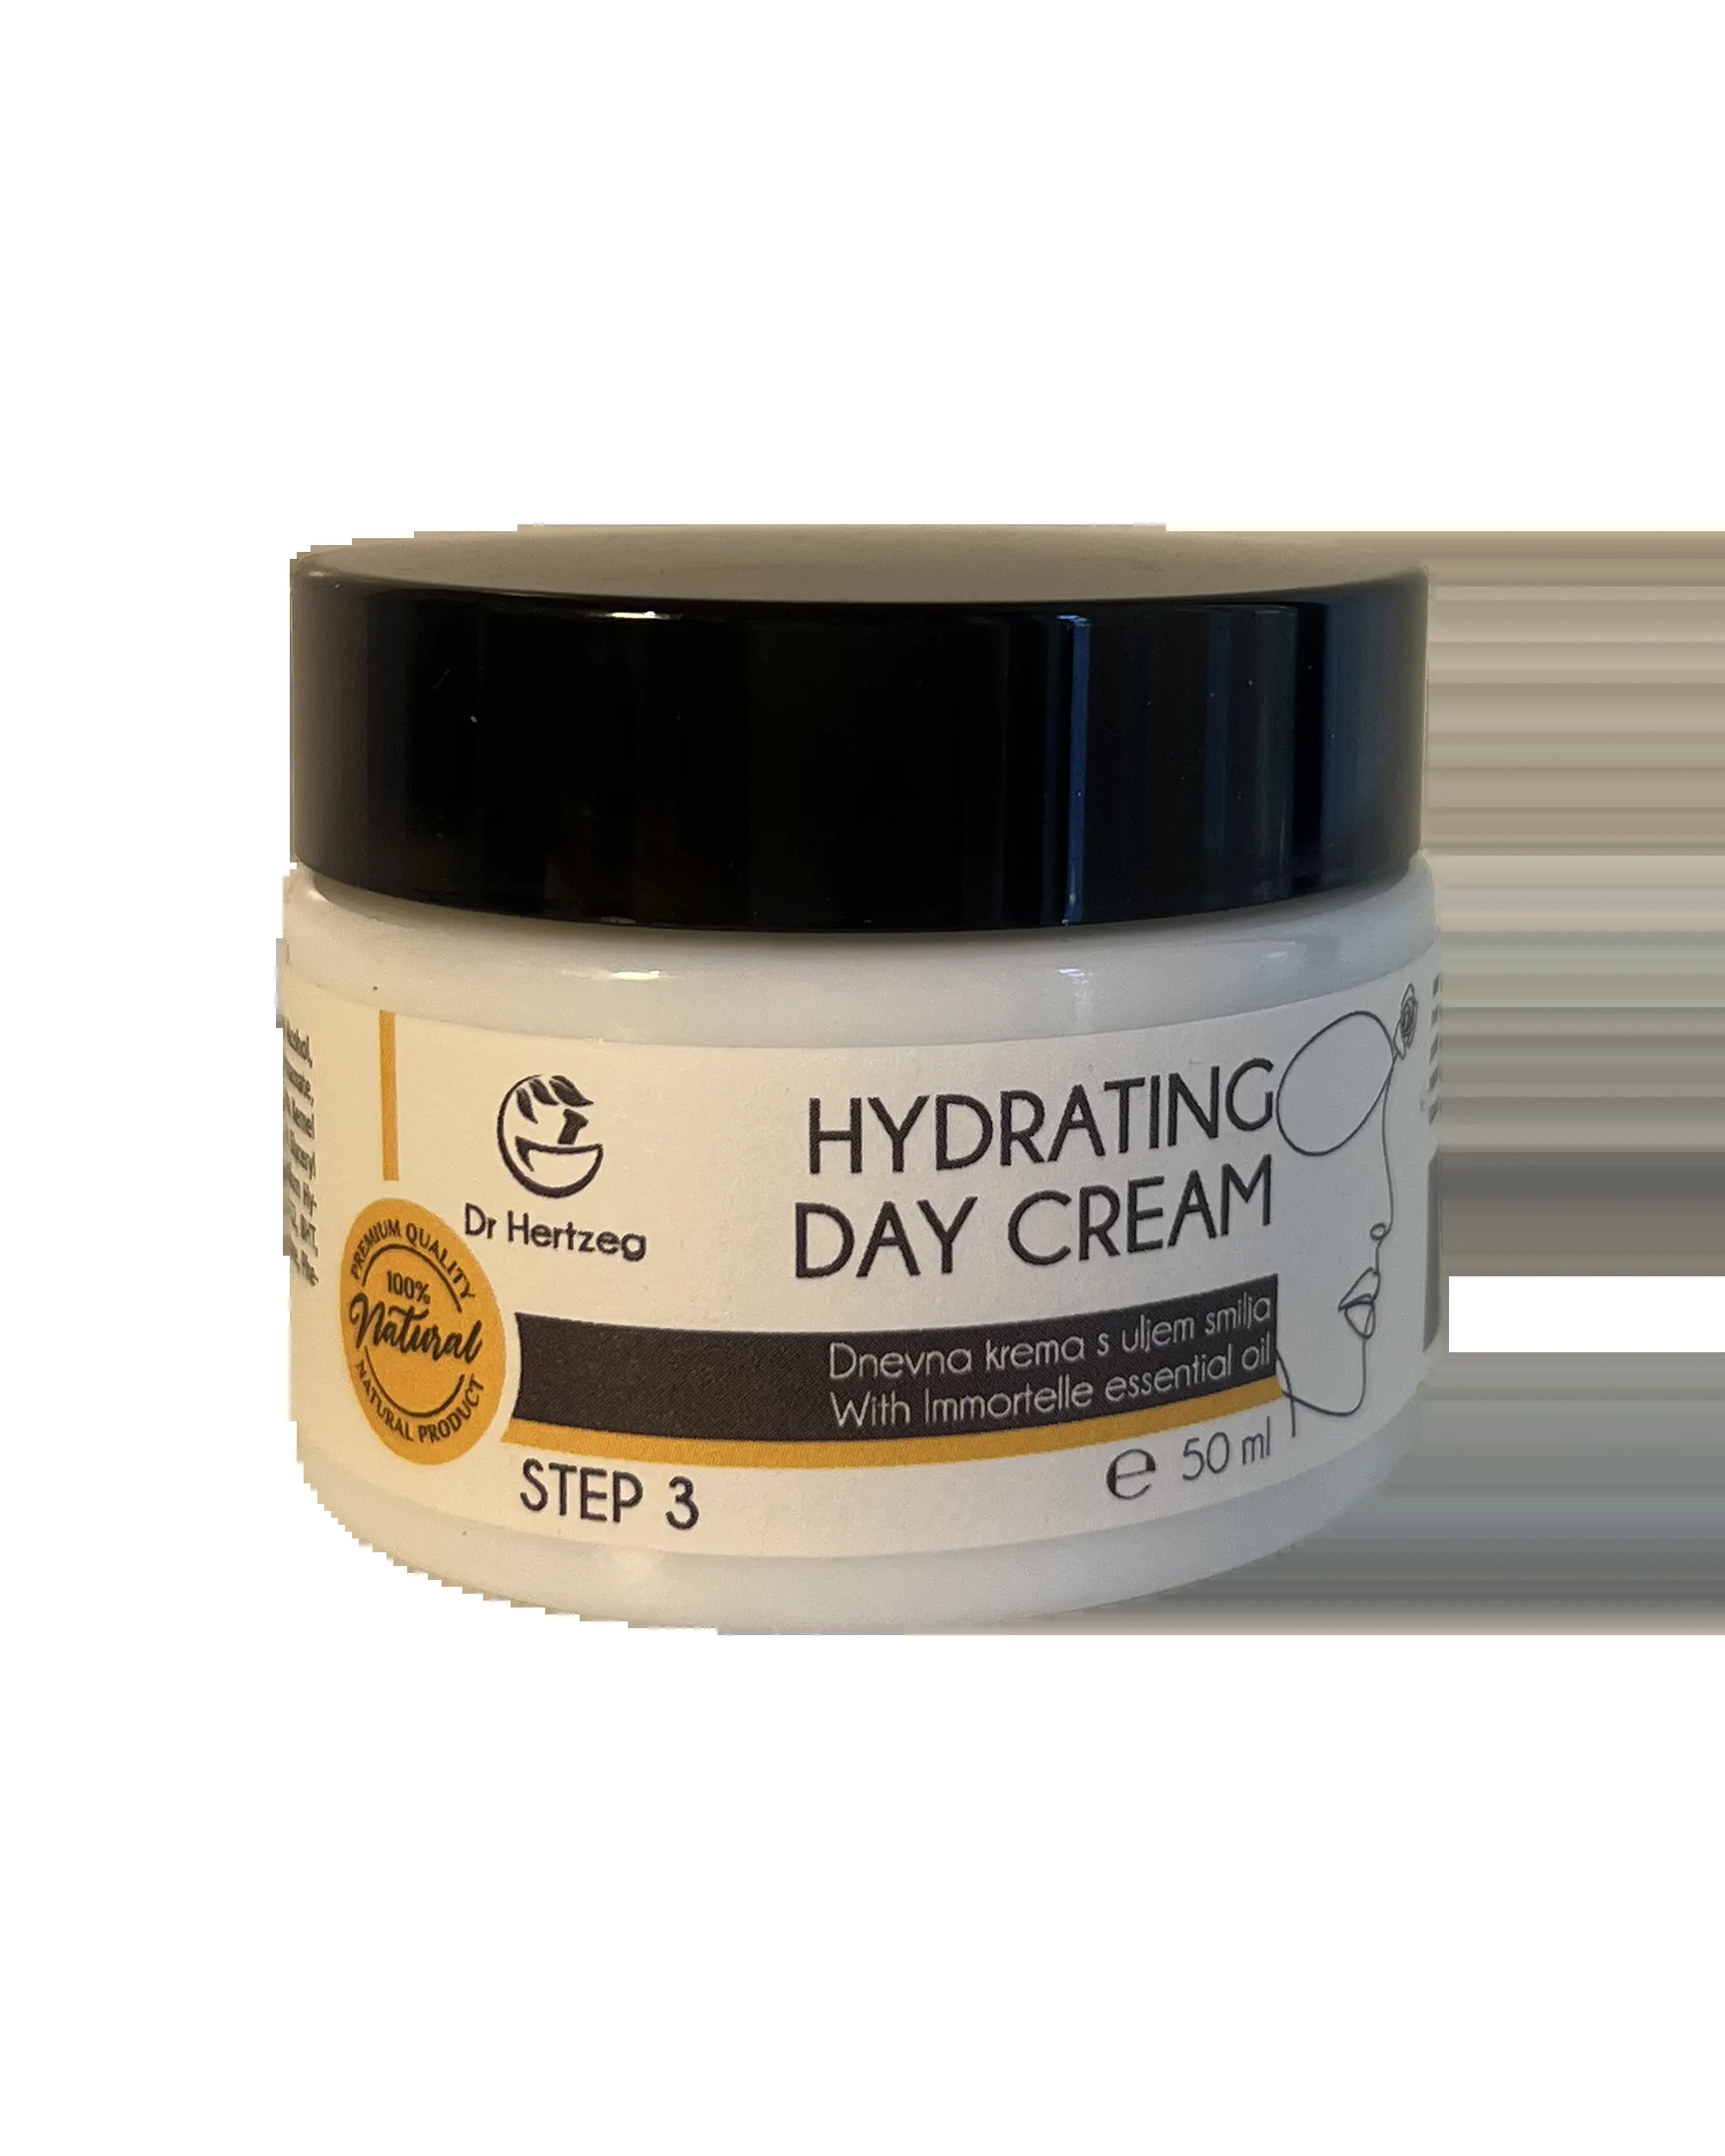 Dr Hertzeg
PREMIUM QUALITY
100%
Natural
NATURAL PRODUCT
HYDRATING
DAY CREAM
Dnevna krema s uljem smilja
With Immortelle essential oil
STEP 3
℮ 50 ml
BHT,